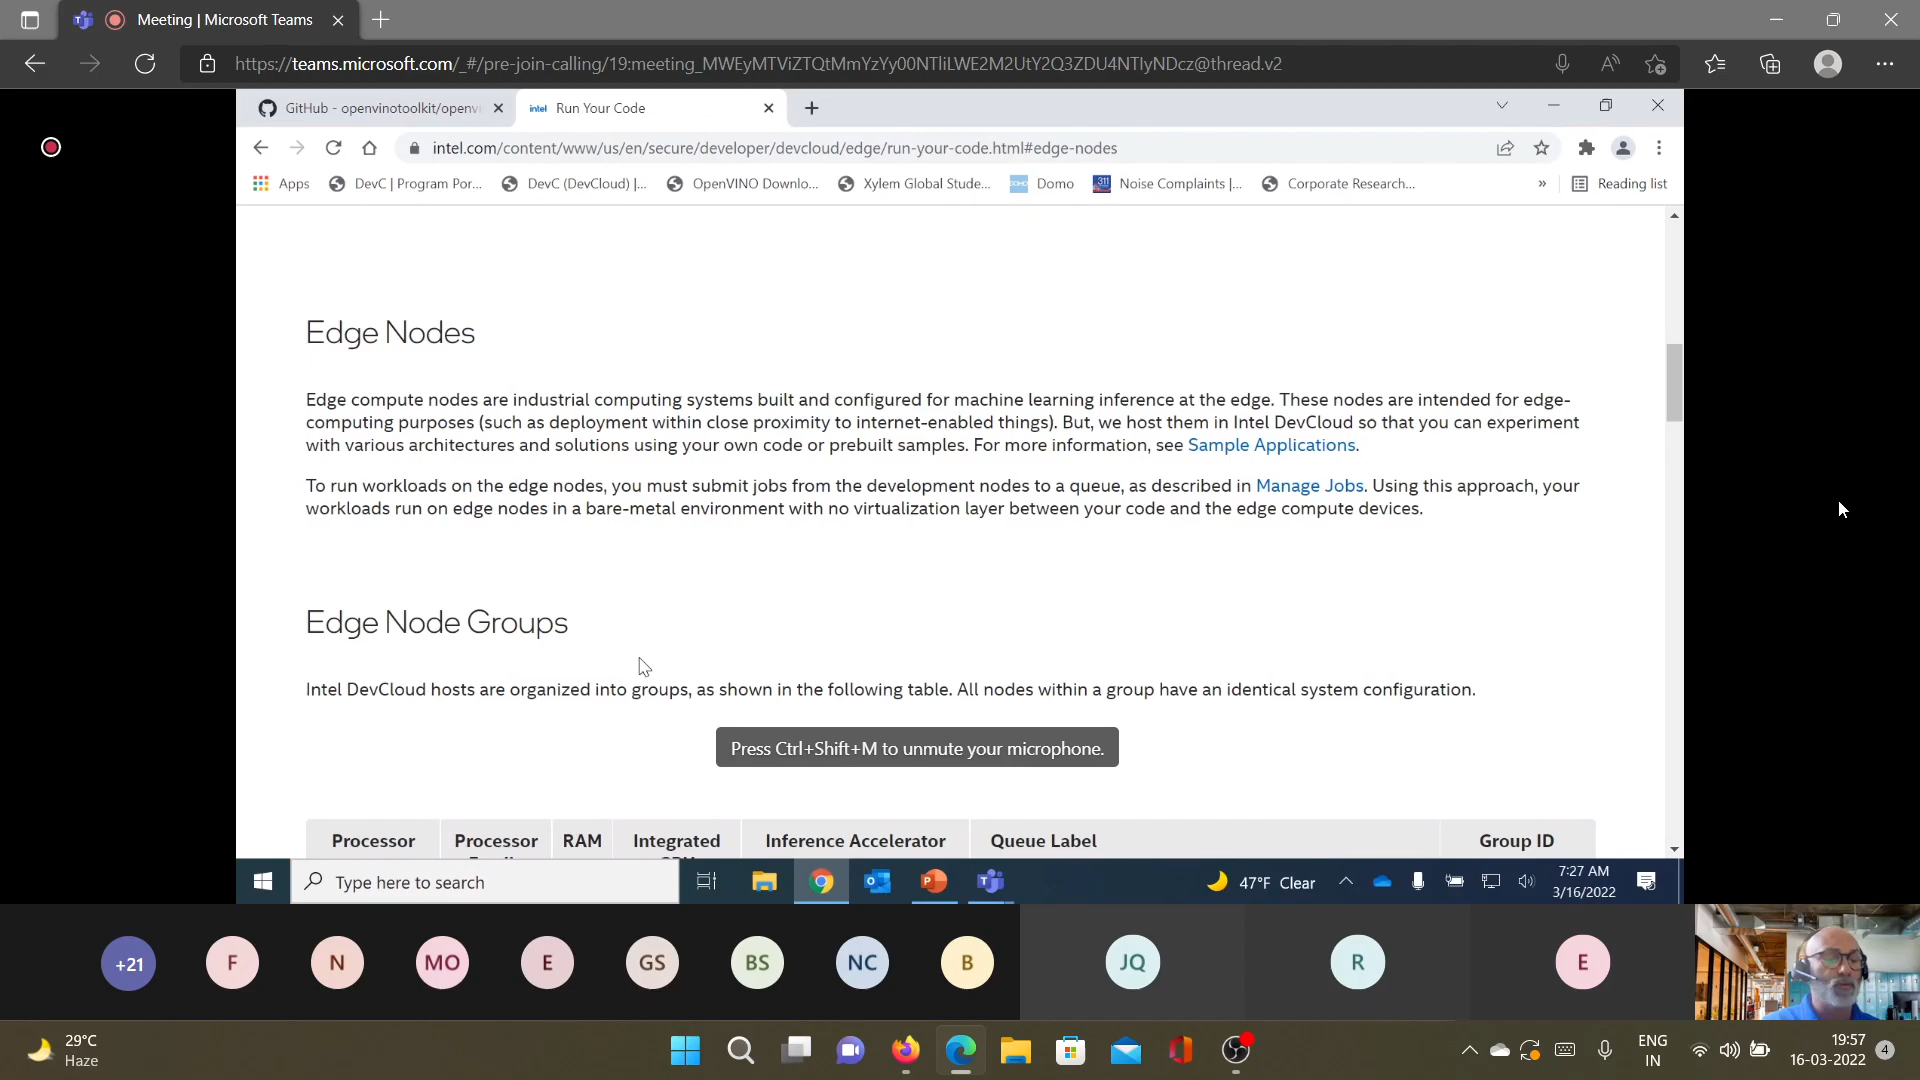 Meeting | Microsoft Teams
https://teams.microsoft.com/_#/pre-join-calling/19:meeting_MWEyMTViZTQtMmYzYy00NTliLWE2M2UtY2Q3ZDU4NTIyNDcz@thread.v2
GitHub - openvinotoolkit/openvi
intel Run Your Code
intel.com/content/www/us/en/secure/developer/devcloud/edge/run-your-code.html#edge-nodes
Apps DevC | Program Por... DevC (DevCloud) |... OpenVINO Downlo... Xylem Global Stude... DOMO Domo 311 Noise Complaints |... Corporate Research... » Reading list
Edge Nodes
Edge compute nodes are industrial computing systems built and configured for machine learning inference at the edge. These nodes are intended for edge-
computing purposes (such as deployment within close proximity to internet-enabled things). But, we host them in Intel DevCloud so that you can experiment
with various architectures and solutions using your own code or prebuilt samples. For more information, see Sample Applications.
To run workloads on the edge nodes, you must submit jobs from the development nodes to a queue, as described in Manage Jobs. Using this approach, your
workloads run on edge nodes in a bare-metal environment with no virtualization layer between your code and the edge compute devices.
Edge Node Groups
Intel DevCloud hosts are organized into groups, as shown in the following table. All nodes within a group have an identical system configuration.
Press Ctrl+Shift+M to unmute your microphone.
Processor Processor RAM Integrated Inference Accelerator Queue Label Group ID
Type here to search
47°F Clear
7:27 AM
3/16/2022
+21 F N MO E GS BS NC B JQ R E
29°C
Haze
ENG
IN
19:57
16-03-2022
4